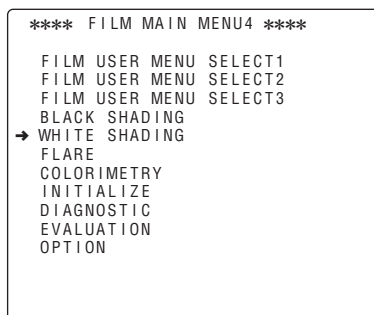 **** FILM MAIN MENU4 ****
FILM USER MENU SELECT1
FILM USER MENU SELECT2
FILM USER MENU SELECT3
BLACK SHADING
➔ WHITE SHADING
FLARE
COLORIMETRY
INITIALIZE
DIAGNOSTIC
EVALUATION
OPTION